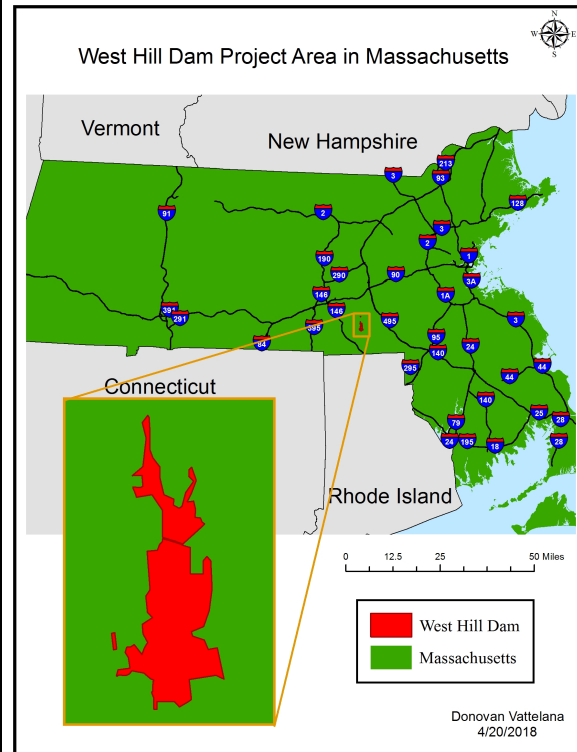 N
W E
S
West Hill Dam Project Area in Massachusetts
Vermont
New Hampshire
213
3
93
91
2
128
3
2
190
1
290
90
3A
146
1A
391
146
291
495
3
395
95
24
84
140
295
44
44
Connecticut
140
25
79
28
24
195
18
28
Rhode Island
0 12.5 25 50 Miles
West Hill Dam
Massachusetts
Donovan Vattelana
4/20/2018